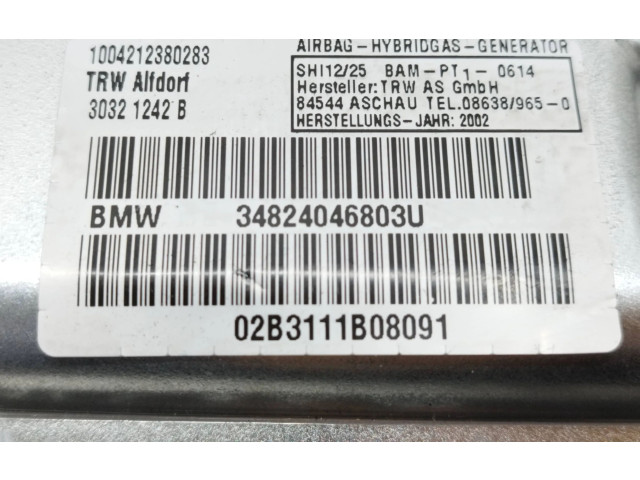 1004212380283
TRW Alfdorf
3032 1242 B
AIRBAG-HYBRIDGAS-GENERATOR
SHI12/25 BAM-PT1-0614
Hersteller:TRW AS GmbH
84544 ASCHAU TEL.08638/965-0
HERSTELLUNGS-JAHR:2002
BMW 34824046803U
02B3111B08091